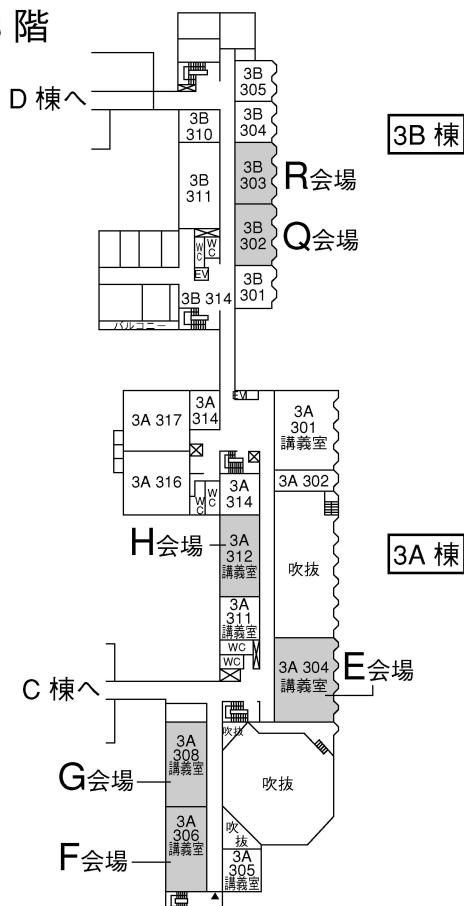 階
D 棟へ
3B
305
3B
304
3B
310
3B
303
R会場
3B
311
3B
302
Q会場
WC
WC
EV
3B
301
3B 314
バルコニー
3B 棟
EV
3A 317
3A
314
3A
301
講義室
3A 316
3A 302
WC
WC
3A
314
H会場
3A
312
講義室
吹抜
3A 棟
3A
311
講義室
WC
WC
3A 304
講義室
E会場
C 棟へ
吹抜
3A
308
講義室
G会場
吹抜
3A
306
講義室
F会場
吹
抜
3A
305
講義室